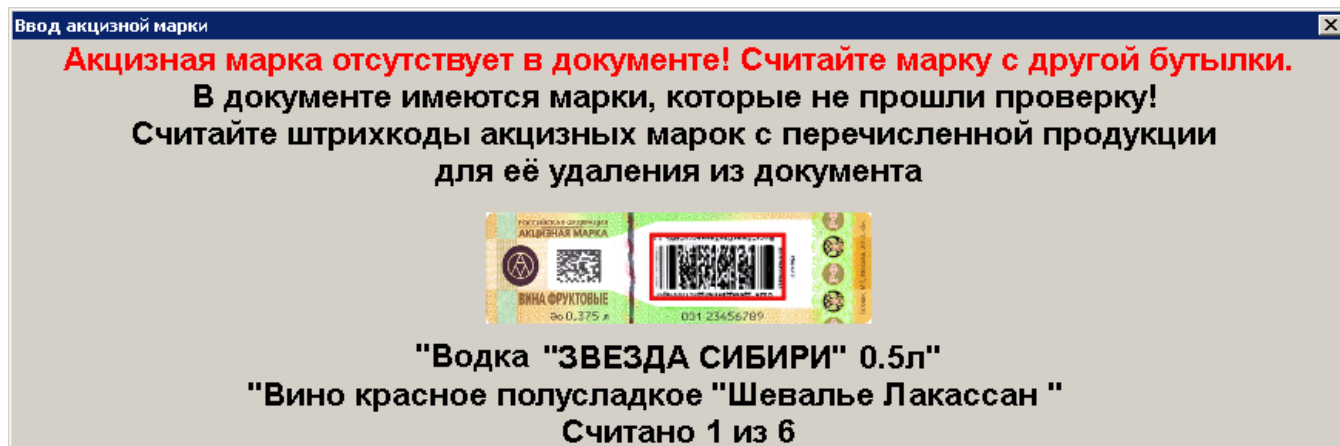 Ввод акцизной марки
Акцизная марка отсутствует в документе! Считайте марку с другой бутылки.
В документе имеются марки, которые не прошли проверку!
Считайте штрихкоды акцизных марок с перечисленной продукции
для её удаления из документа
РОССИЙСКАЯ ФЕДЕРАЦИЯ
АКЦИЗНАЯ МАРКА
ВИНА ФРУКТОВЫЕ
до 0,375 л
001 23456789
"Водка "ЗВЕЗДА СИБИРИ" 0.5л"
"Вино красное полусладкое "Шевалье Лакассан "
Считано 1 из 6